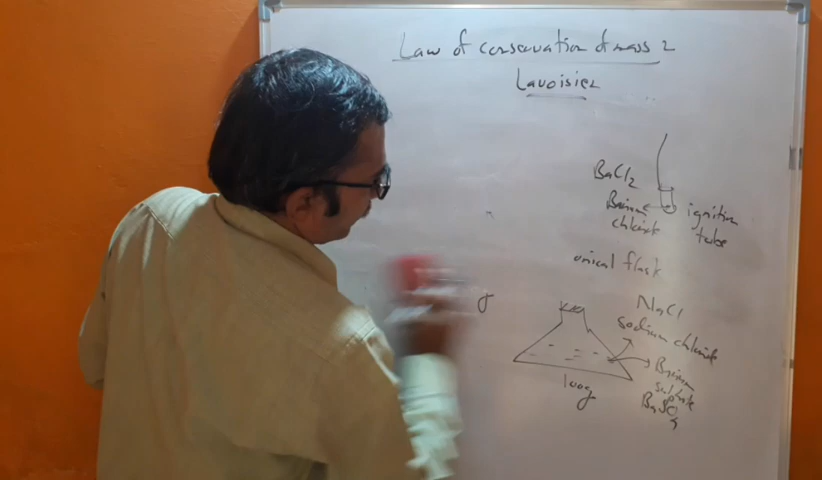 Law of conservation of mass 2
Lavoisier
BaCl2
Barium
chloride
ignition
tube
onical flask
g
NaCl
sodium chloride
Barium
sulphate
BaSO4
100g